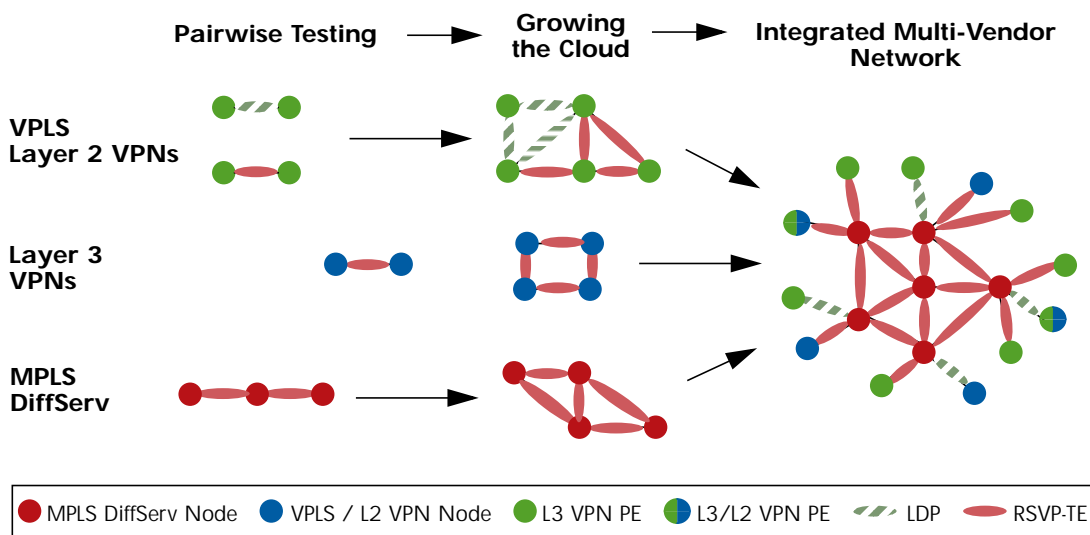 Pairwise Testing
Growing
the Cloud
Integrated Multi-Vendor
Network
VPLS
Layer 2 VPNs
Layer 3
VPNs
MPLS
DiffServ
MPLS DiffServ Node
VPLS / L2 VPN Node
L3 VPN PE
L3/L2 VPN PE
LDP
RSVP-TE